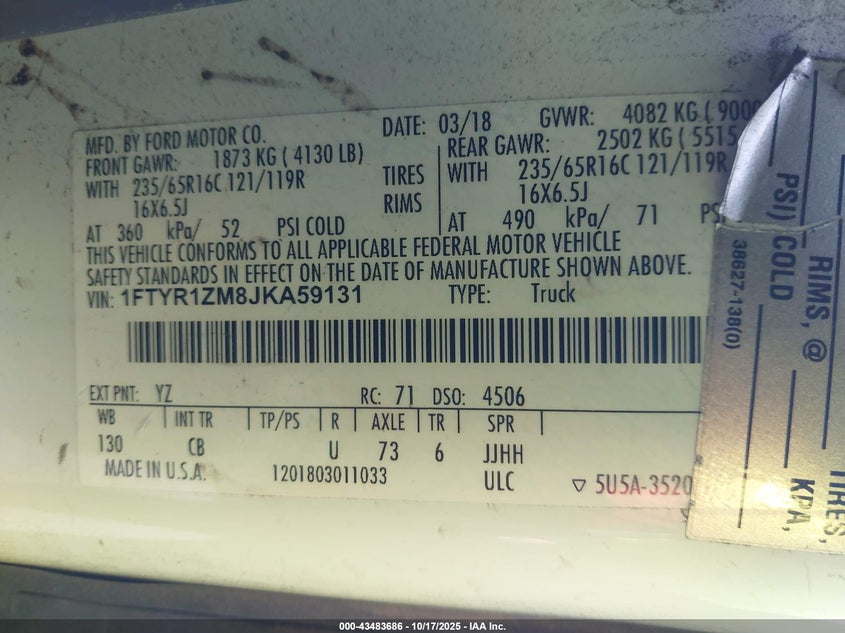 MFD. BY FORD MOTOR CO. DATE: 03/18 GVWR: 4082 KG ( 9000
FRONT GAWR: 1873 KG ( 4130 LB) REAR GAWR: 2502 KG ( 5515
WITH 235/65R16C 121/119R TIRES WITH 235/65R16C 121/119R
16X6.5J RIMS 16X6.5J
AT 360 kPa/ 52 PSI COLD AT 490 kPa/ 71 PSI
THIS VEHICLE CONFORMS TO ALL APPLICABLE FEDERAL MOTOR VEHICLE
SAFETY STANDARDS IN EFFECT ON THE DATE OF MANUFACTURE SHOWN ABOVE.
VIN: 1FTYR1ZM8JKA59131 TYPE: Truck
EXT PNT: YZ RC: 71 DSO: 4506
WB INT TR TP/PS R AXLE TR SPR
130 CB U 73 6 JJHH
MADE IN U.S.A. 1201803011033 ULC ▽ 5U5A-3520
RIMS, @
PSI) COLD
38627-138(0)
TIRES,
KPA,
000-43483686 - 10/17/2025 - IAA Inc.